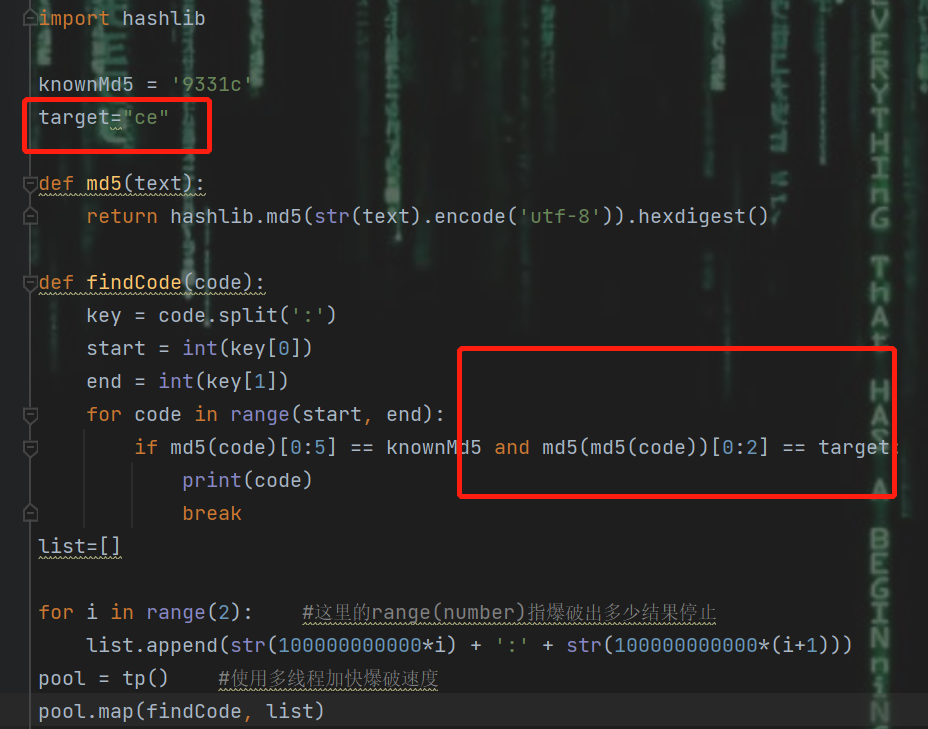 import hashlib
knownMd5 = '9331c'
target="ce"
def md5(text):
    return hashlib.md5(str(text).encode('utf-8')).hexdigest()
def findCode(code):
    key = code.split(':')
    start = int(key[0])
    end = int(key[1])
    for code in range(start, end):
        if md5(code)[0:5] == knownMd5 and md5(md5(code))[0:2] == target:
            print(code)
            break
list=[]
for i in range(2):    #这里的range(number)指爆破出多少结果停止
    list.append(str(100000000000*i) + ':' + str(100000000000*(i+1)))
pool = tp()    #使用多线程加快爆破速度
pool.map(findCode, list)
EVERYTHING THAt HAS A BEGINniN